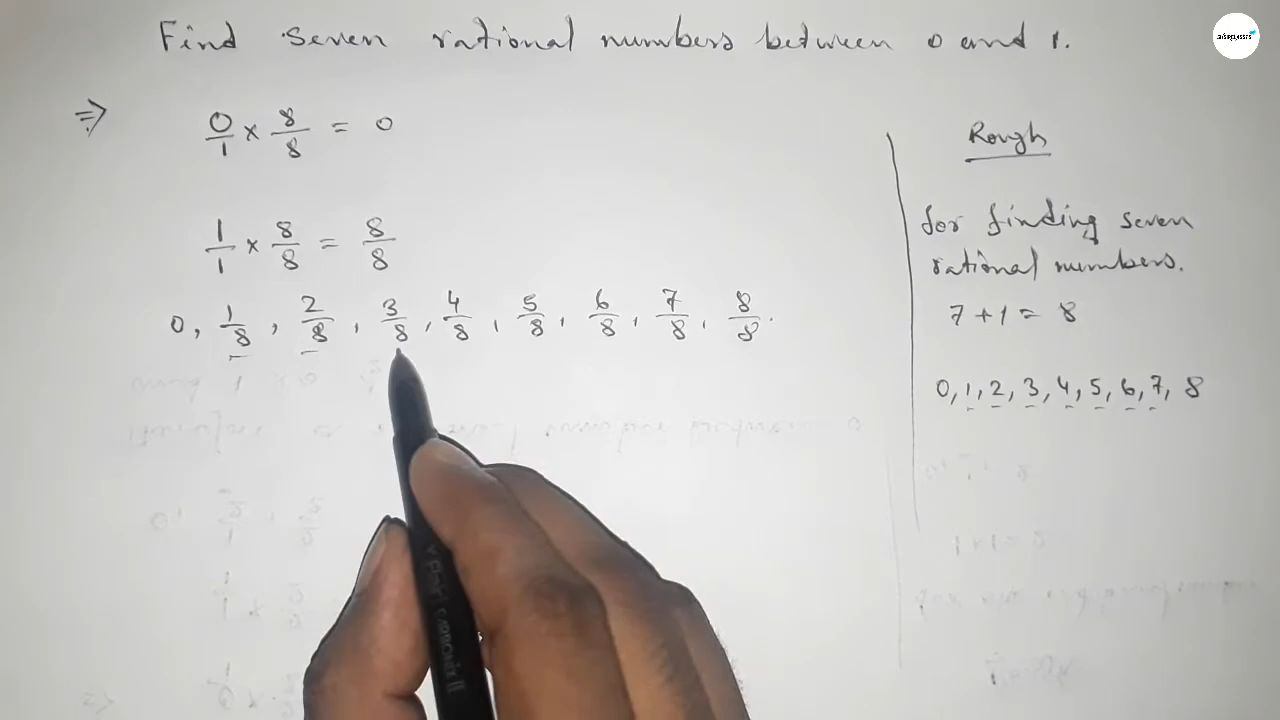 Find seven rational numbers between 0 and 1.
⇒ 0/1 × 8/8 = 0
1/1 × 8/8 = 8/8
0, 1/8, 2/8, 3/8, 4/8, 5/8, 6/8, 7/8, 8/8.
Rough
for finding seven
rational numbers.
7 + 1 = 8
0, 1, 2, 3, 4, 5, 6, 7, 8